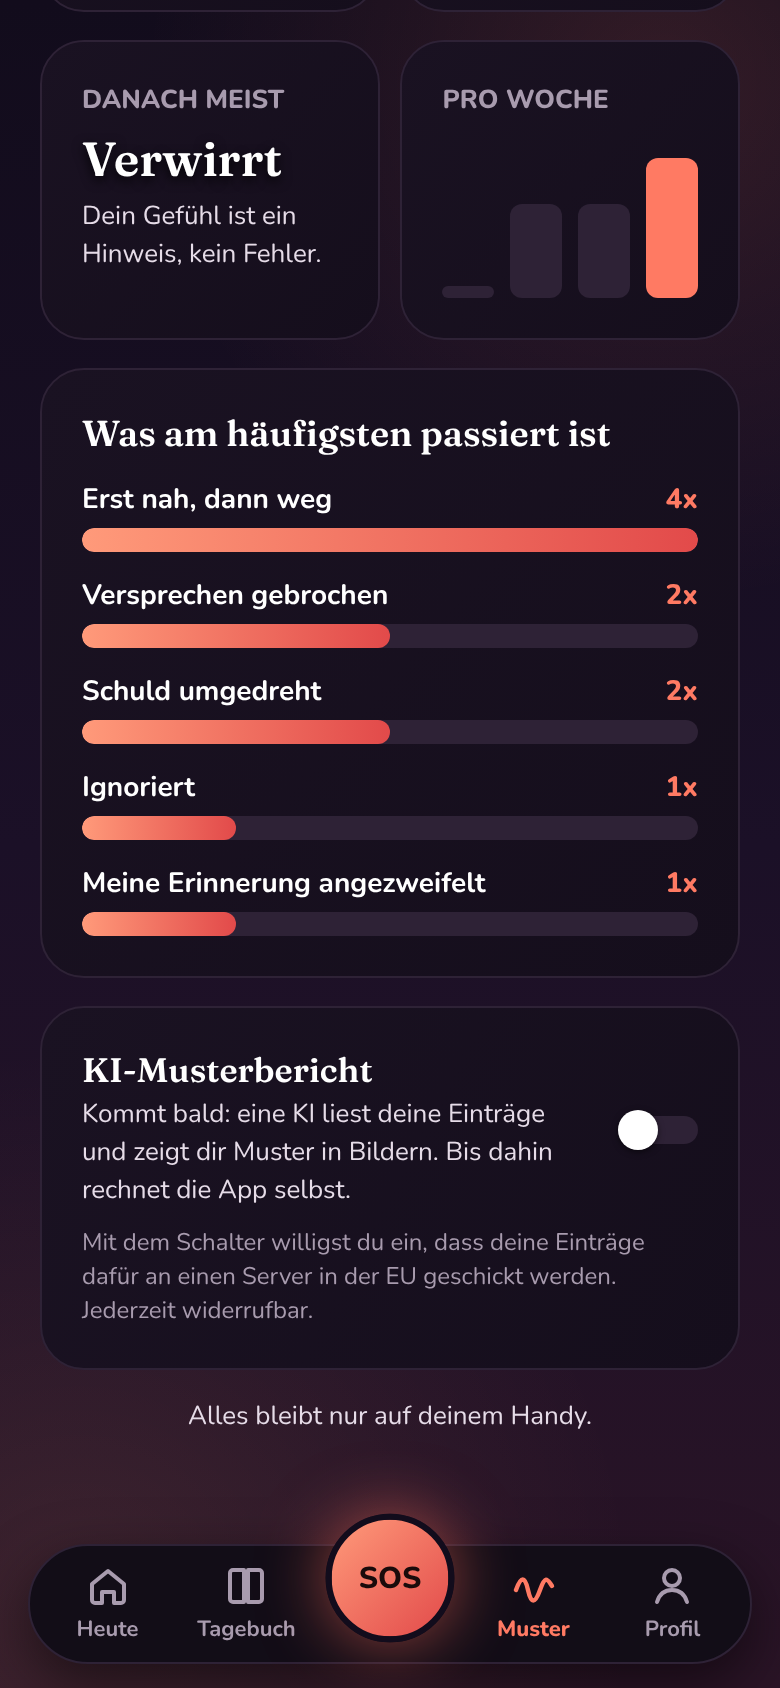 DANACH MEIST
Verwirrt
Dein Gefühl ist ein
Hinweis, kein Fehler.
PRO WOCHE
Was am häufigsten passiert ist
Erst nah, dann weg 4x
Versprechen gebrochen 2x
Schuld umgedreht 2x
Ignoriert 1x
Meine Erinnerung angezweifelt 1x
KI-Musterbericht
Kommt bald: eine KI liest deine Einträge
und zeigt dir Muster in Bildern. Bis dahin
rechnet die App selbst.
Mit dem Schalter willigst du ein, dass deine Einträge
dafür an einen Server in der EU geschickt werden.
Jederzeit widerrufbar.
Alles bleibt nur auf deinem Handy.
Heute
Tagebuch
SOS
Muster
Profil